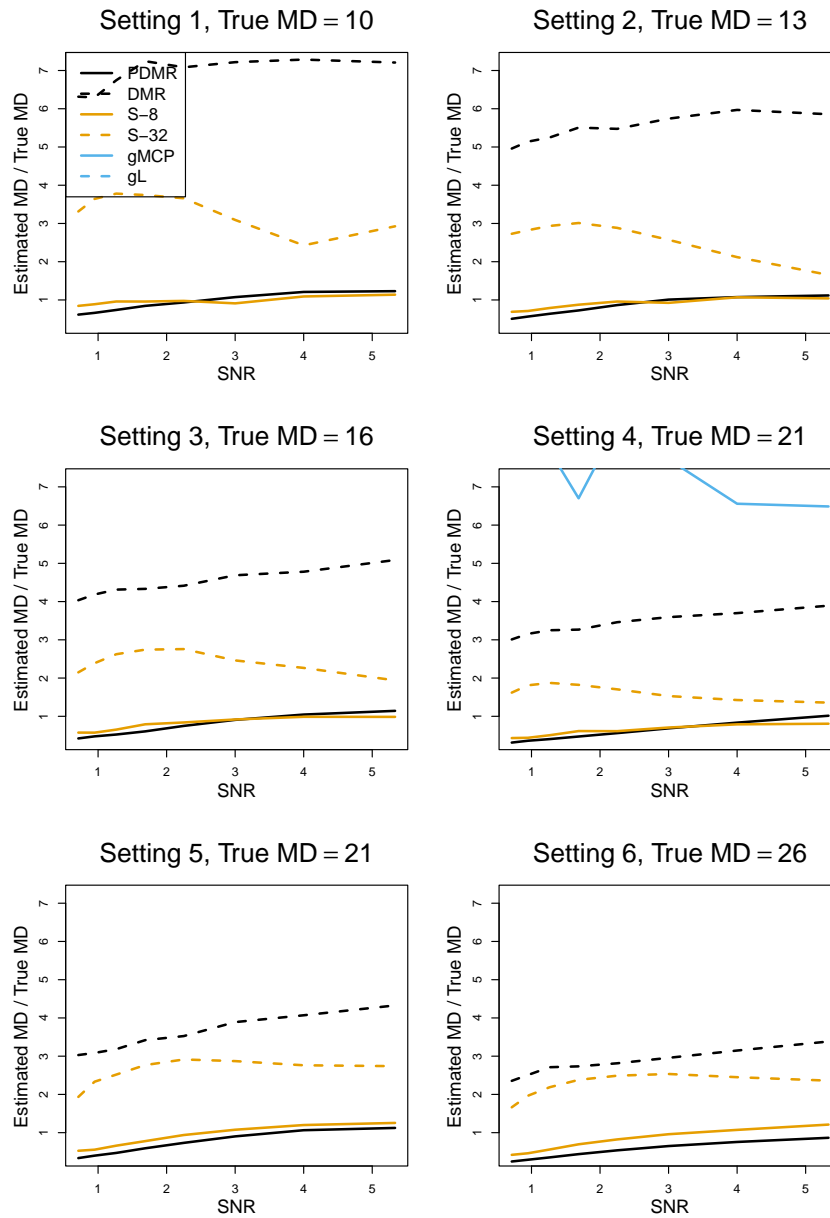 Setting 1, True MD = 10
Estimated MD / True MD
1 2 3 4 5 6 7
PDMR
DMR
S−8
S−32
gMCP
gL
1 2 3 4 5
SNR
Setting 2, True MD = 13
Estimated MD / True MD
1 2 3 4 5 6 7
1 2 3 4 5
SNR
Setting 3, True MD = 16
Estimated MD / True MD
1 2 3 4 5 6 7
1 2 3 4 5
SNR
Setting 4, True MD = 21
Estimated MD / True MD
1 2 3 4 5 6 7
1 2 3 4 5
SNR
Setting 5, True MD = 21
Estimated MD / True MD
1 2 3 4 5 6 7
1 2 3 4 5
SNR
Setting 6, True MD = 26
Estimated MD / True MD
1 2 3 4 5 6 7
1 2 3 4 5
SNR